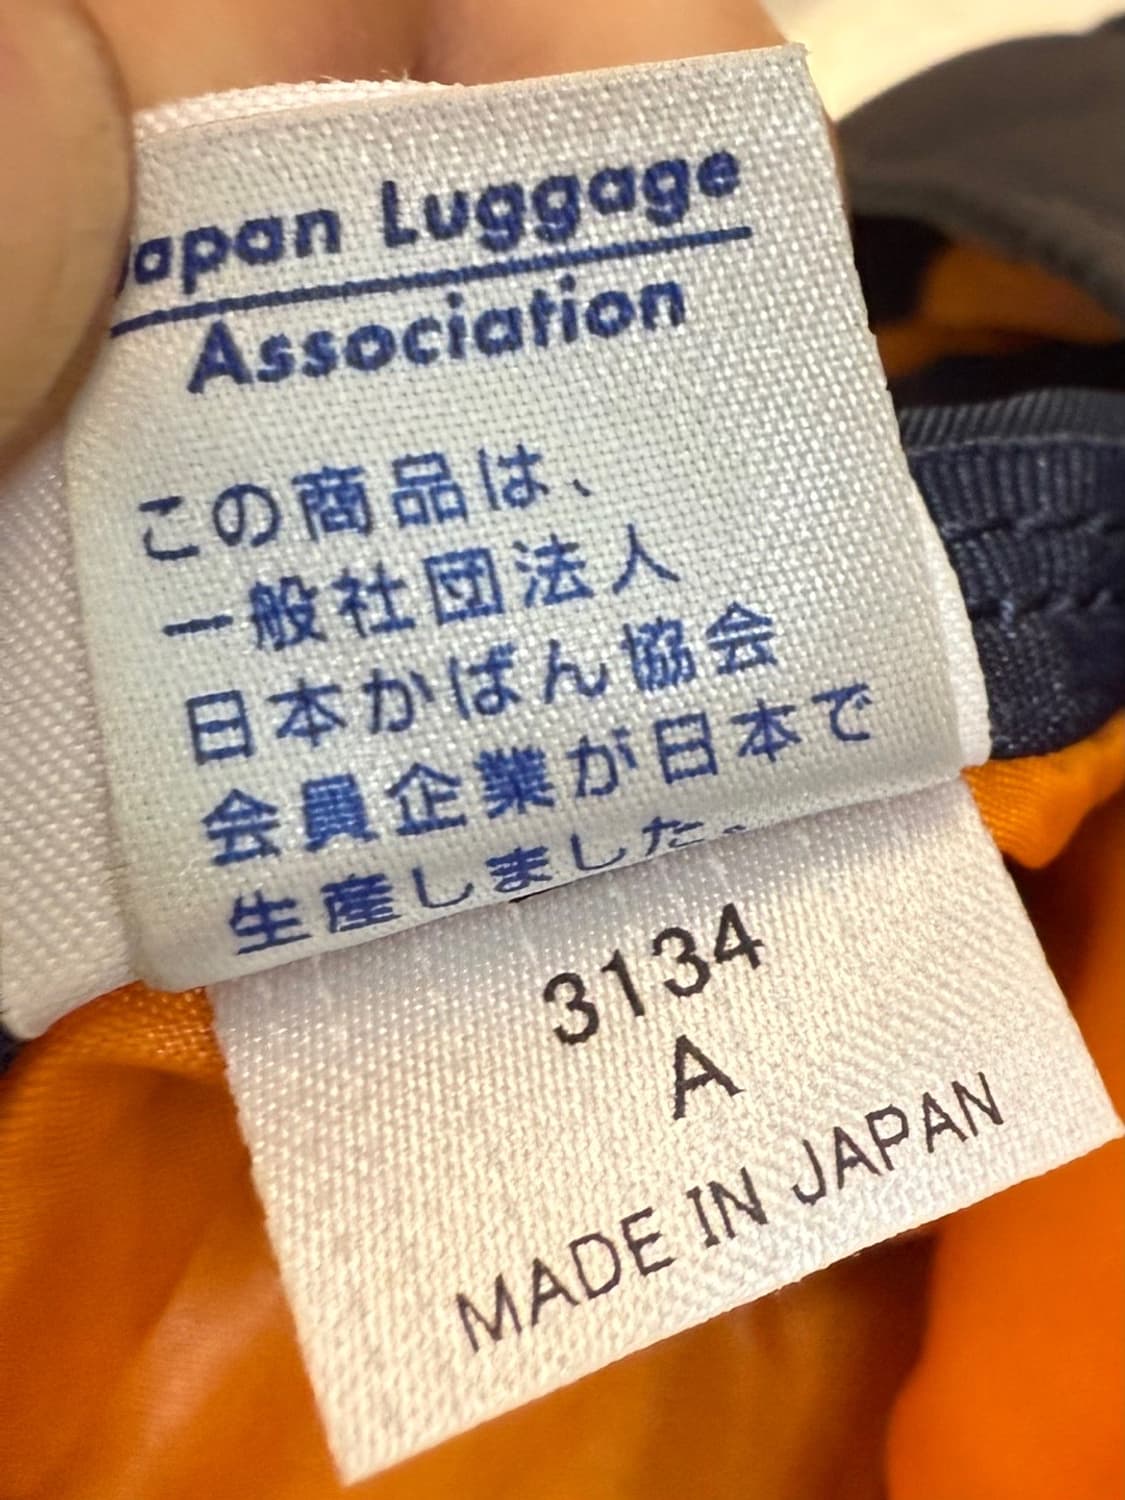 Japan Luggage
Association
この商品は、
一般社団法人
日本かばん協会
会員企業が日本で
生産しました。
3134
A
MADE IN JAPAN